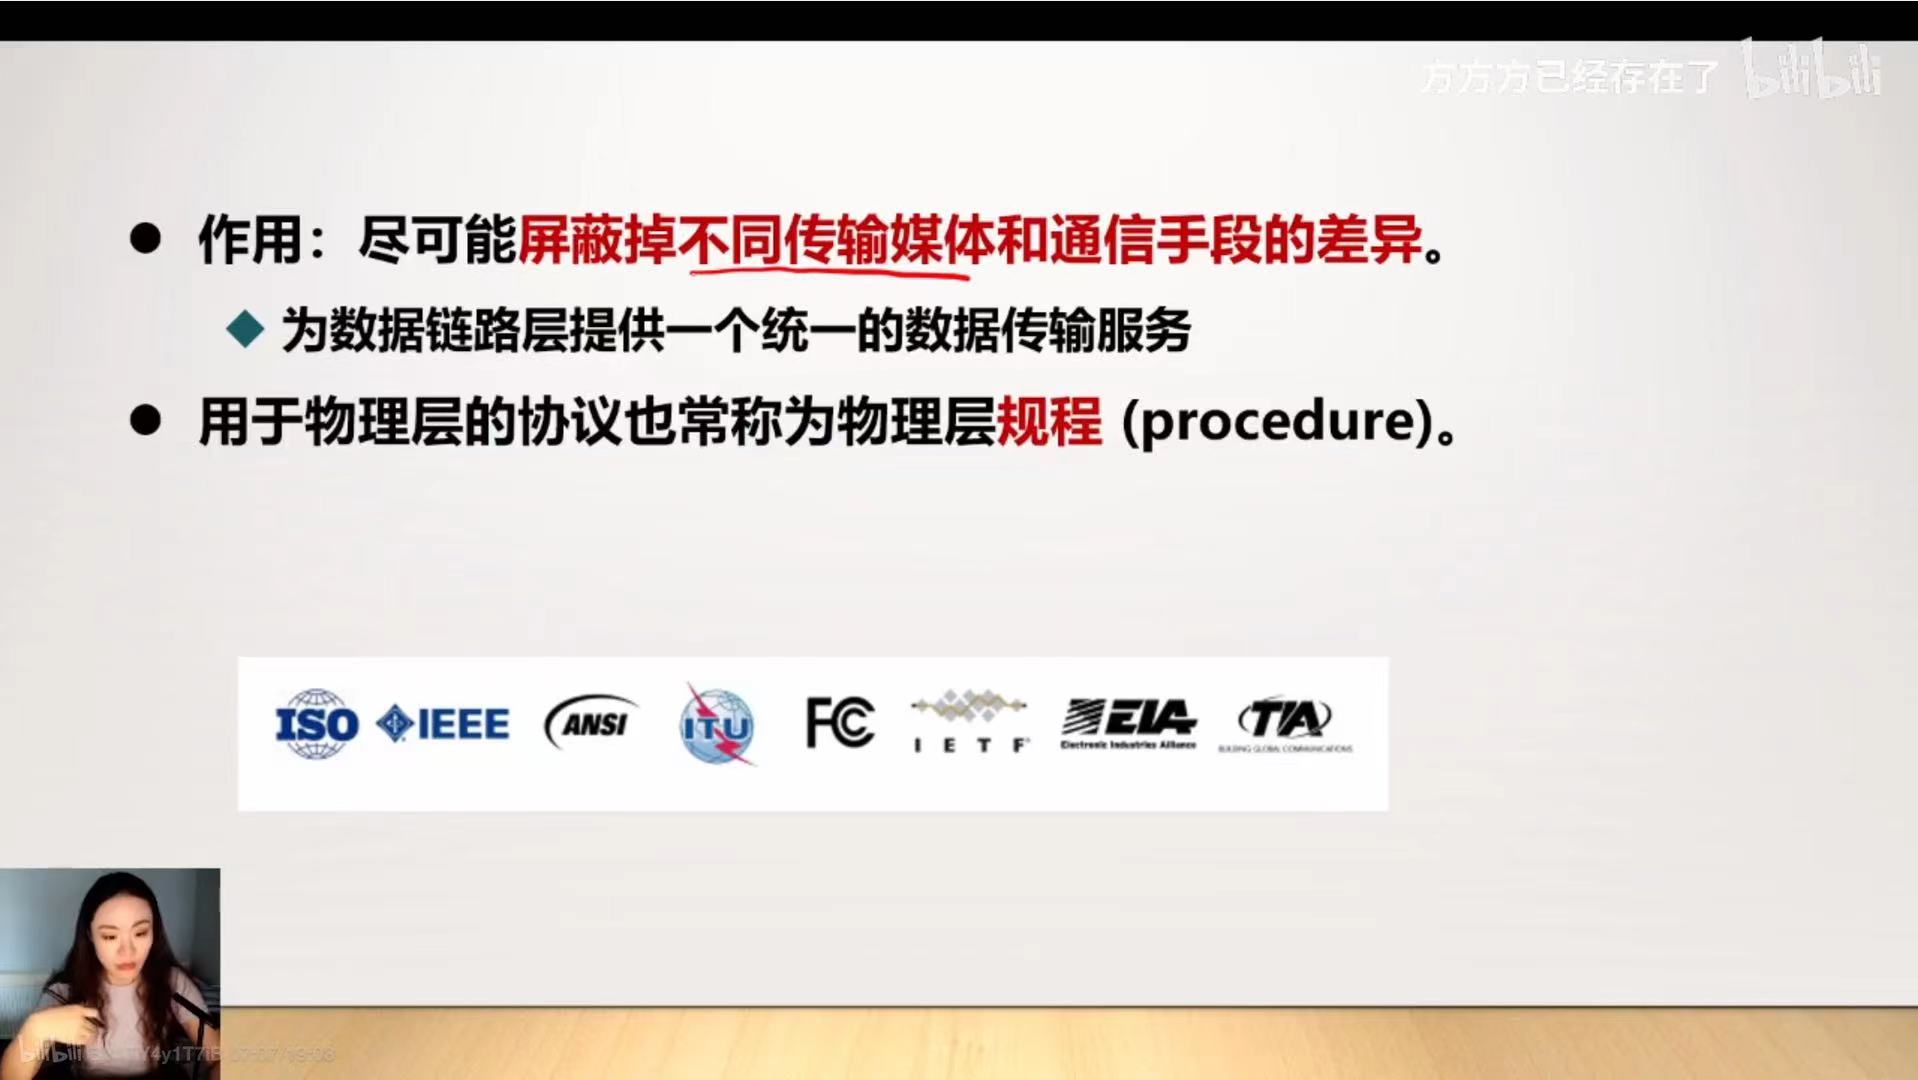 方方方已经存在了 bilibili
作用：尽可能屏蔽掉不同传输媒体和通信手段的差异。
为数据链路层提供一个统一的数据传输服务
用于物理层的协议也常称为物理层规程 (procedure)。
ISO IEEE ANSI ITU FCC IETF EIA TIA
Electronic Industries Alliance BUILDING GLOBAL COMMUNICATIONS
bilibili